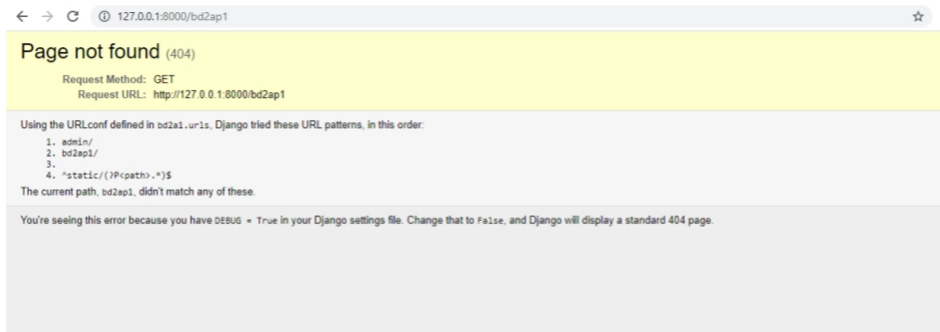 127.0.0.1:8000/bd2ap1
Page not found (404)
Request Method: GET
Request URL: http://127.0.0.1:8000/bd2ap1
Using the URLconf defined in bd2a1.urls, Django tried these URL patterns, in this order:
1. admin/
2. bd2ap1/
3.
4. ^static/(?P<path>.*)$
The current path, bd2ap1, didn't match any of these.
You're seeing this error because you have DEBUG = True in your Django settings file. Change that to False, and Django will display a standard 404 page.